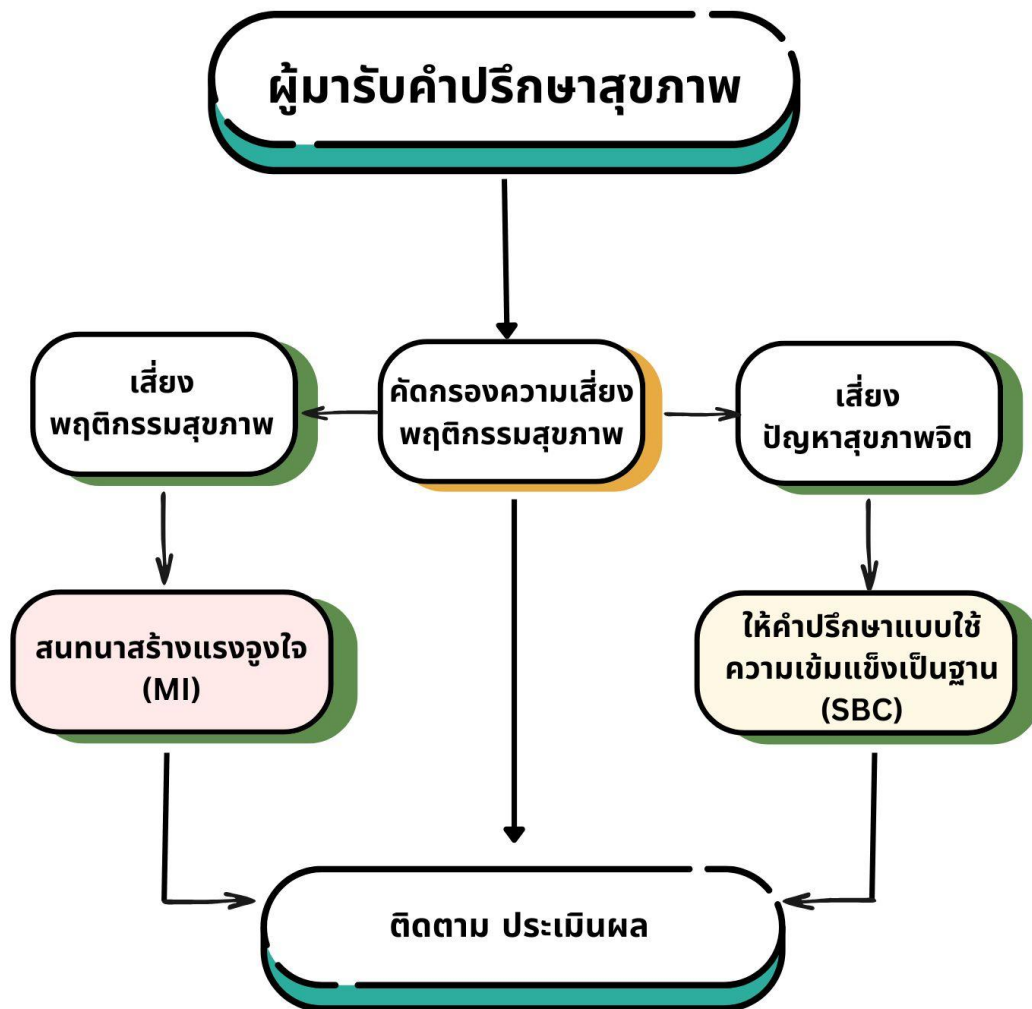 ผู้มารับคำปรึกษาสุขภาพ
เสี่ยง
พฤติกรรมสุขภาพ
คัดกรองความเสี่ยง
พฤติกรรมสุขภาพ
เสี่ยง
ปัญหาสุขภาพจิต
สนทนาสร้างแรงจูงใจ
(MI)
ให้คำปรึกษาแบบใช้
ความเข้มแข็งเป็นฐาน
(SBC)
ติดตาม ประเมินผล